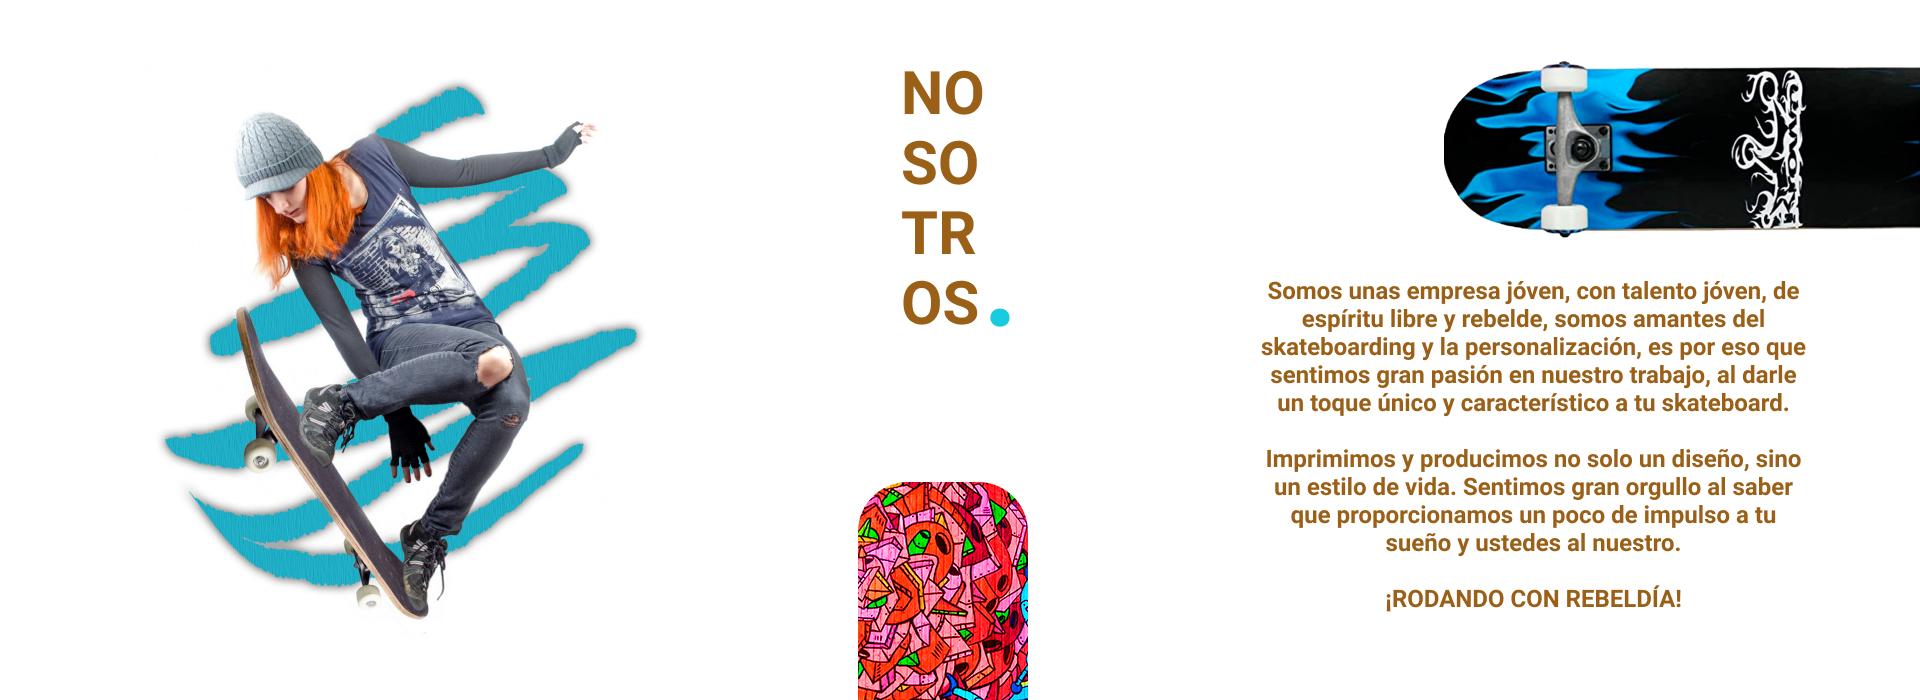 NO
SO
TR
OS.
Somos unas empresa jóven, con talento jóven, de
espíritu libre y rebelde, somos amantes del
skateboarding y la personalización, es por eso que
sentimos gran pasión en nuestro trabajo, al darle
un toque único y característico a tu skateboard.
Imprimimos y producimos no solo un diseño, sino
un estilo de vida. Sentimos gran orgullo al saber
que proporcionamos un poco de impulso a tu
sueño y ustedes al nuestro.
¡RODANDO CON REBELDÍA!